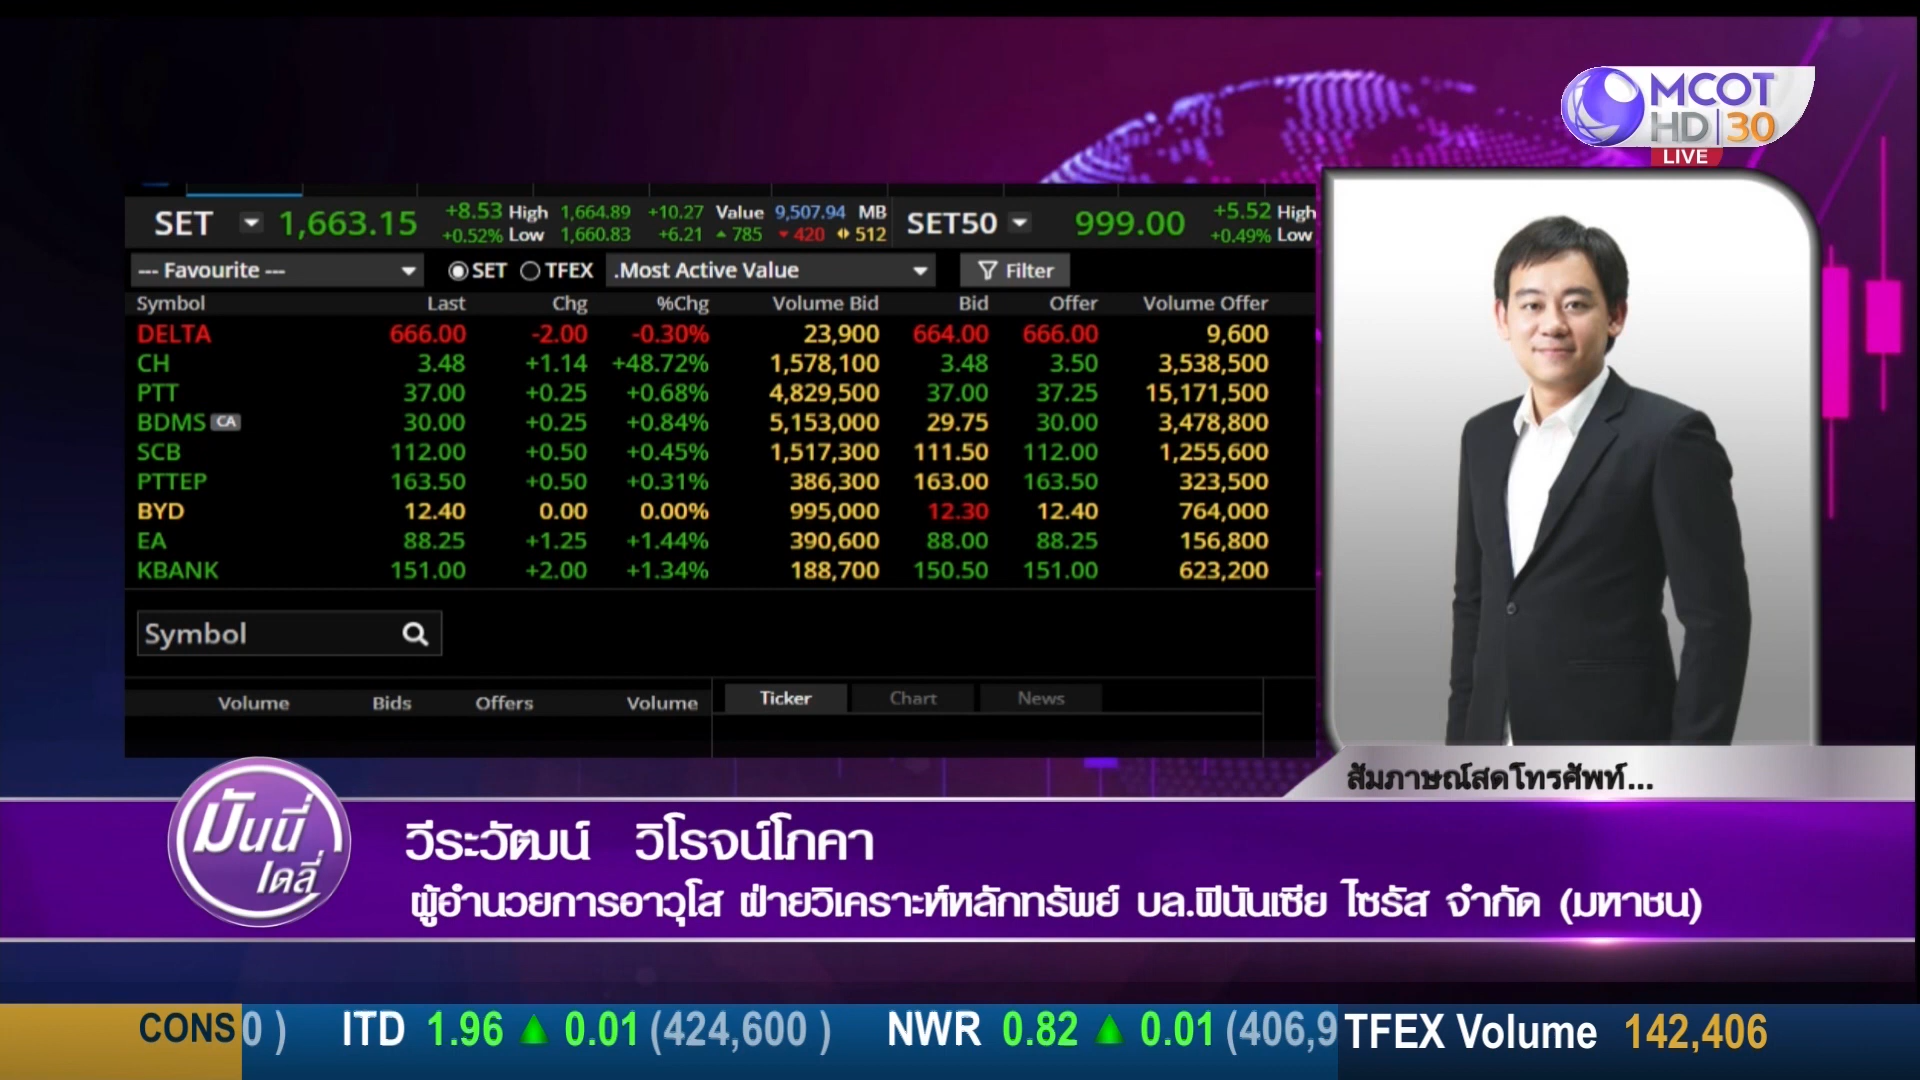 MCOT
HD 30
LIVE
SET 1,663.15 +8.53 High 1,664.89 +10.27 Value 9,507.94 MB SET50 999.00 +5.52 High
+0.52% Low 1,660.83 +6.21 785 420 512 +0.49% Low
--- Favourite --- SET TFEX .Most Active Value Filter
Symbol Last Chg %Chg Volume Bid Bid Offer Volume Offer
DELTA 666.00 -2.00 -0.30% 23,900 664.00 666.00 9,600
CH 3.48 +1.14 +48.72% 1,578,100 3.48 3.50 3,538,500
PTT 37.00 +0.25 +0.68% 4,829,500 37.00 37.25 15,171,500
BDMS CA 30.00 +0.25 +0.84% 5,153,000 29.75 30.00 3,478,800
SCB 112.00 +0.50 +0.45% 1,517,300 111.50 112.00 1,255,600
PTTEP 163.50 +0.50 +0.31% 386,300 163.00 163.50 323,500
BYD 12.40 0.00 0.00% 995,000 12.30 12.40 764,000
EA 88.25 +1.25 +1.44% 390,600 88.00 88.25 156,800
KBANK 151.00 +2.00 +1.34% 188,700 150.50 151.00 623,200
Symbol
Volume Bids Offers Volume Ticker Chart News
สัมภาษณ์สดโทรศัพท์...
มันนี่
เดลี่
วีระวัฒน์ วิโรจน์โภคา
ผู้อำนวยการอาวุโส ฝ่ายวิเคราะห์หลักทรัพย์ บล.ฟินันเซีย ไซรัส จำกัด (มหาชน)
CONS 0 ) ITD 1.96 ▲ 0.01 (424,600 ) NWR 0.82 ▲ 0.01 (406,9 TFEX Volume 142,406